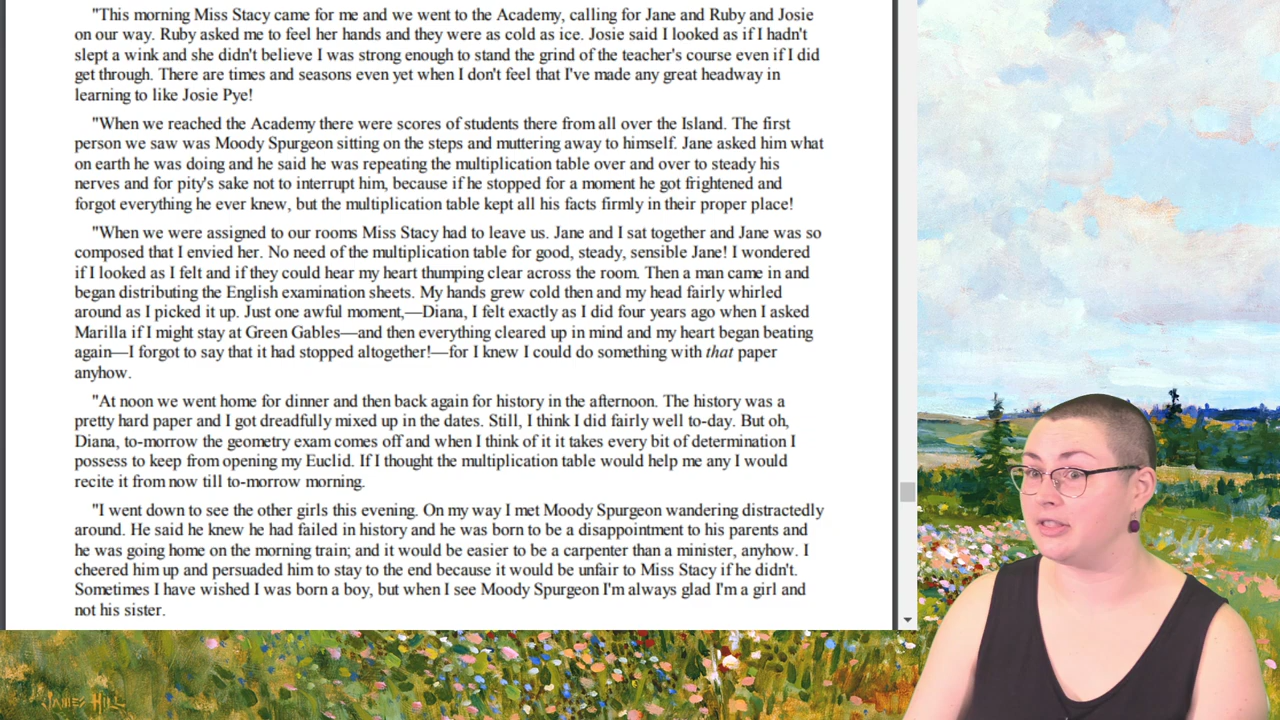 "This morning Miss Stacy came for me and we went to the Academy, calling for Jane and Ruby and Josie
on our way. Ruby asked me to feel her hands and they were as cold as ice. Josie said I looked as if I hadn't
slept a wink and she didn't believe I was strong enough to stand the grind of the teacher's course even if I did
get through. There are times and seasons even yet when I don't feel that I've made any great headway in
learning to like Josie Pye!
"When we reached the Academy there were scores of students there from all over the Island. The first
person we saw was Moody Spurgeon sitting on the steps and muttering away to himself. Jane asked him what
on earth he was doing and he said he was repeating the multiplication table over and over to steady his
nerves and for pity's sake not to interrupt him, because if he stopped for a moment he got frightened and
forgot everything he ever knew, but the multiplication table kept all his facts firmly in their proper place!
"When we were assigned to our rooms Miss Stacy had to leave us. Jane and I sat together and Jane was so
composed that I envied her. No need of the multiplication table for good, steady, sensible Jane! I wondered
if I looked as I felt and if they could hear my heart thumping clear across the room. Then a man came in and
began distributing the English examination sheets. My hands grew cold then and my head fairly whirled
around as I picked it up. Just one awful moment,—Diana, I felt exactly as I did four years ago when I asked
Marilla if I might stay at Green Gables—and then everything cleared up in mind and my heart began beating
again—I forgot to say that it had stopped altogether!—for I knew I could do something with that paper
anyhow.
"At noon we went home for dinner and then back again for history in the afternoon. The history was a
pretty hard paper and I got dreadfully mixed up in the dates. Still, I think I did fairly well to-day. But oh,
Diana, to-morrow the geometry exam comes off and when I think of it it takes every bit of determination I
possess to keep from opening my Euclid. If I thought the multiplication table would help me any I would
recite it from now till to-morrow morning.
"I went down to see the other girls this evening. On my way I met Moody Spurgeon wandering distractedly
around. He said he knew he had failed in history and he was born to be a disappointment to his parents and
he was going home on the morning train; and it would be easier to be a carpenter than a minister, anyhow. I
cheered him up and persuaded him to stay to the end because it would be unfair to Miss Stacy if he didn't.
Sometimes I have wished I was born a boy, but when I see Moody Spurgeon I'm always glad I'm a girl and
not his sister.
JAMES HILL